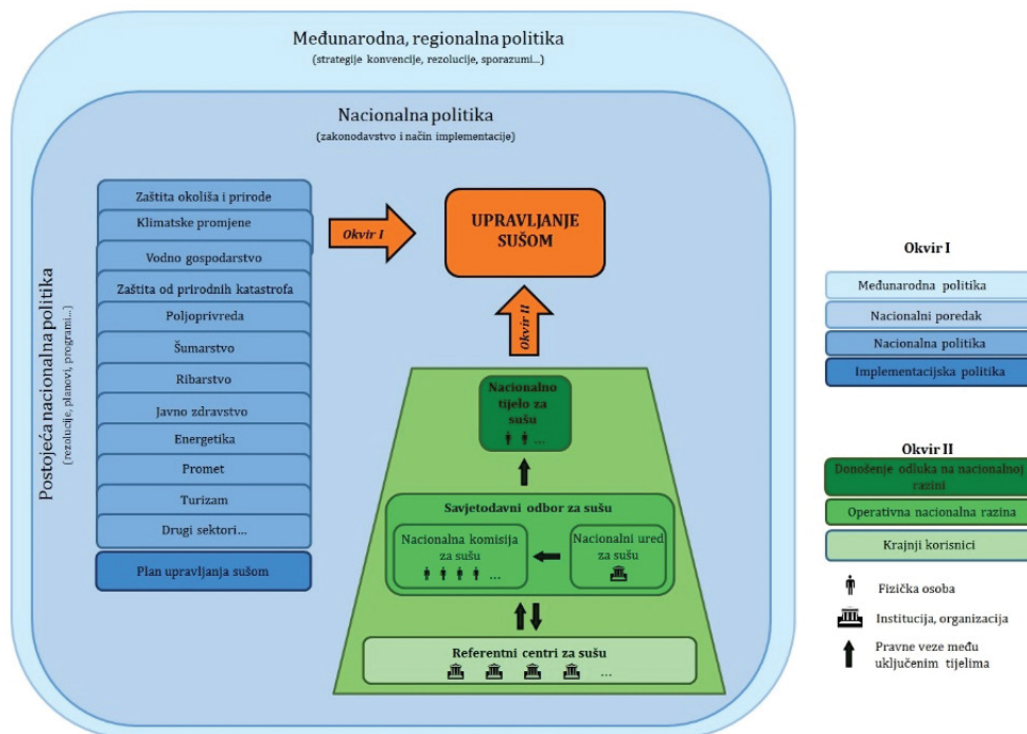 Međunarodna, regionalna politika
(strategije konvencije, rezolucije, sporazumi...)
Nacionalna politika
(zakonodavstvo i način implementacije)
Postojeća nacionalna politika
(rezolucije, planovi, programi...)
Zaštita okoliša i prirode
Klimatske promjene
Vodno gospodarstvo
Zaštita od prirodnih katastrofa
Poljoprivreda
Šumarstvo
Ribarstvo
Javno zdravstvo
Energetika
Promet
Turizam
Drugi sektori...
Plan upravljanja sušom
Okvir I
UPRAVLJANJE
SUŠOM
Okvir II
Nacionalno
tijelo za
sušu
...
Savjetodavni odbor za sušu
Nacionalna komisija
za sušu
...
Nacionalni ured
za sušu
Referentni centri za sušu
...
Okvir I
Međunarodna politika
Nacionalni poredak
Nacionalna politika
Implementacijska politika
Okvir II
Donošenje odluka na nacionalnoj
razini
Operativna nacionalna razina
Krajnji korisnici
Fizička osoba
Institucija, organizacija
Pravne veze među
uključenim tijelima